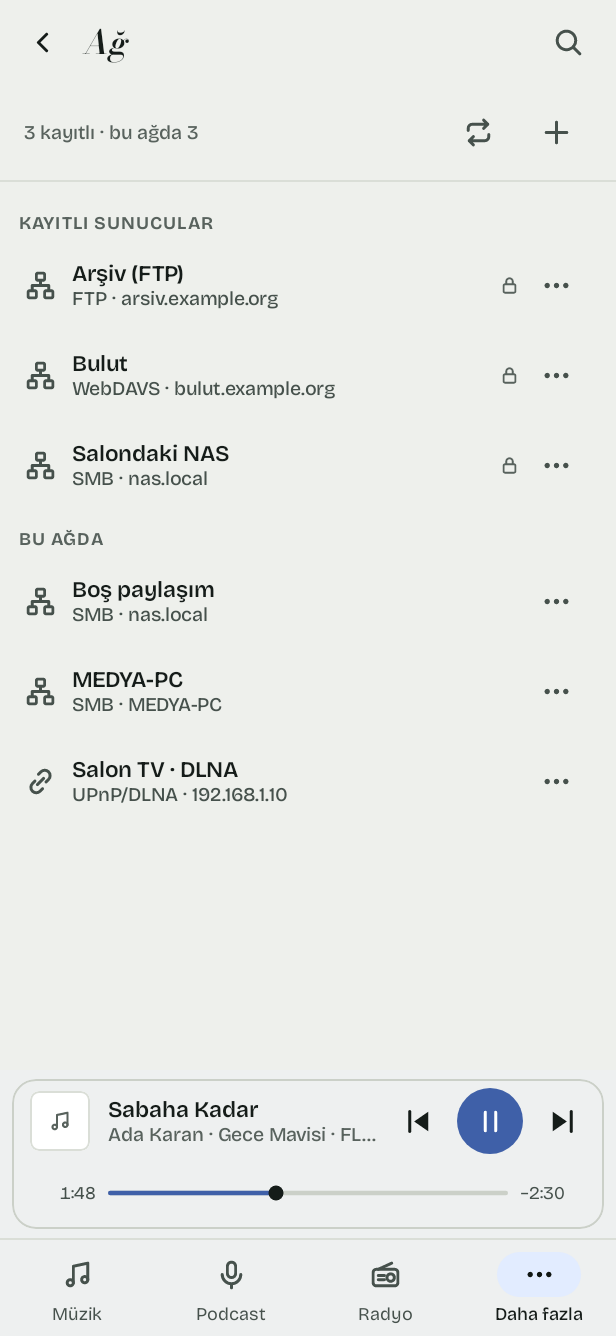 Ağ
3 kayıtlı · bu ağda 3
KAYITLI SUNUCULAR
Arşiv (FTP)
FTP · arsiv.example.org
Bulut
WebDAVS · bulut.example.org
Salondaki NAS
SMB · nas.local
BU AĞDA
Boş paylaşım
SMB · nas.local
MEDYA-PC
SMB · MEDYA-PC
Salon TV · DLNA
UPnP/DLNA · 192.168.1.10
Sabaha Kadar
Ada Karan · Gece Mavisi · FL…
1:48
−2:30
Müzik
Podcast
Radyo
Daha fazla